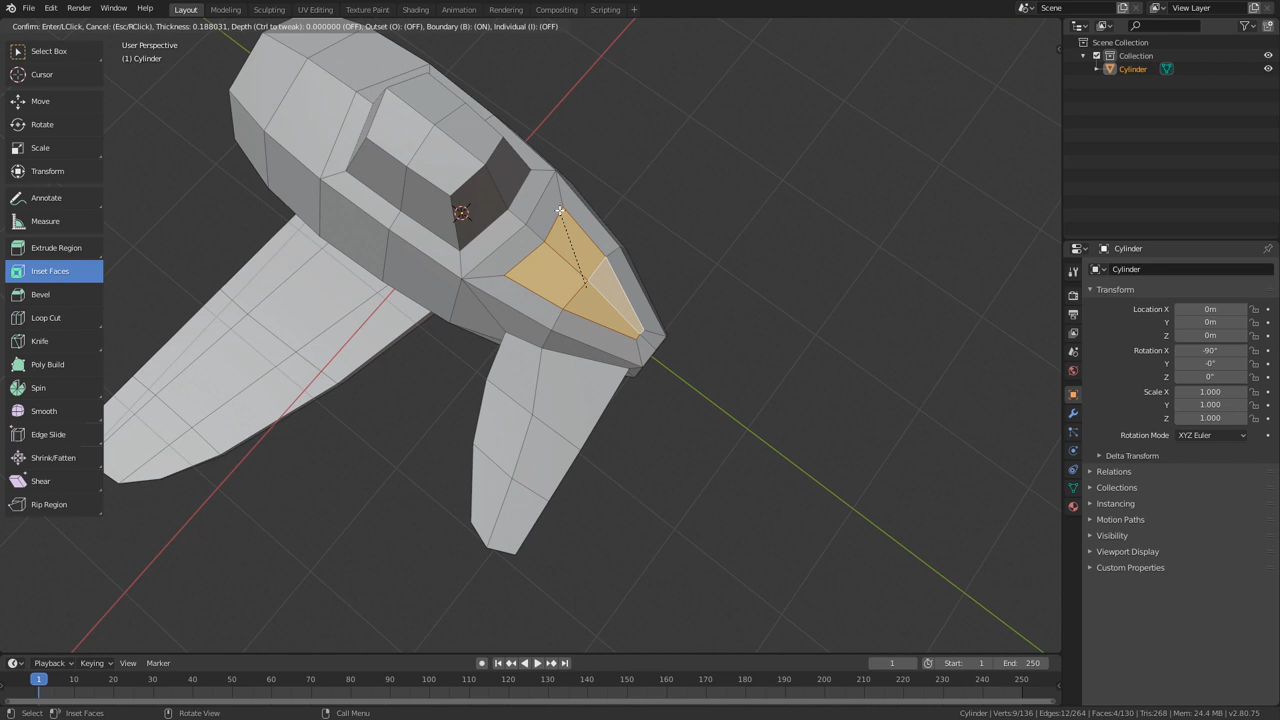 File Edit Render Window Help Layout Modeling Sculpting UV Editing Texture Paint Shading Animation Rendering Compositing Scripting + Scene View Layer
Confirm: Enter/LClick, Cancel: (Esc/RClick), Thickness: 0.188031, Depth (Ctrl to tweak): 0.000000 (OFF), Outset (O): (OFF), Boundary (B): (ON), Individual (I): (OFF)
User Perspective
(1) Cylinder
Select Box
Cursor
Move
Rotate
Scale
Transform
Annotate
Measure
Extrude Region
Inset Faces
Bevel
Loop Cut
Knife
Poly Build
Spin
Smooth
Edge Slide
Shrink/Fatten
Shear
Rip Region
Scene Collection
Collection
Cylinder
Cylinder
Cylinder
Transform
Location X 0m
Y 0m
Z 0m
Rotation X -90°
Y -0°
Z 0°
Scale X 1.000
Y 1.000
Z 1.000
Rotation Mode XYZ Euler
Delta Transform
Relations
Collections
Instancing
Motion Paths
Visibility
Viewport Display
Custom Properties
Playback Keying View Marker 1 Start: 1 End: 250
1 10 20 30 40 50 60 70 80 90 100 110 120 130 140 150 160 170 180 190 200 210 220 230 240 250
Select Inset Faces Rotate View Call Menu Cylinder | Verts:9/136 | Edges:12/264 | Faces:4/130 | Tris:268 | Mem: 24.4 MB | v2.80.75